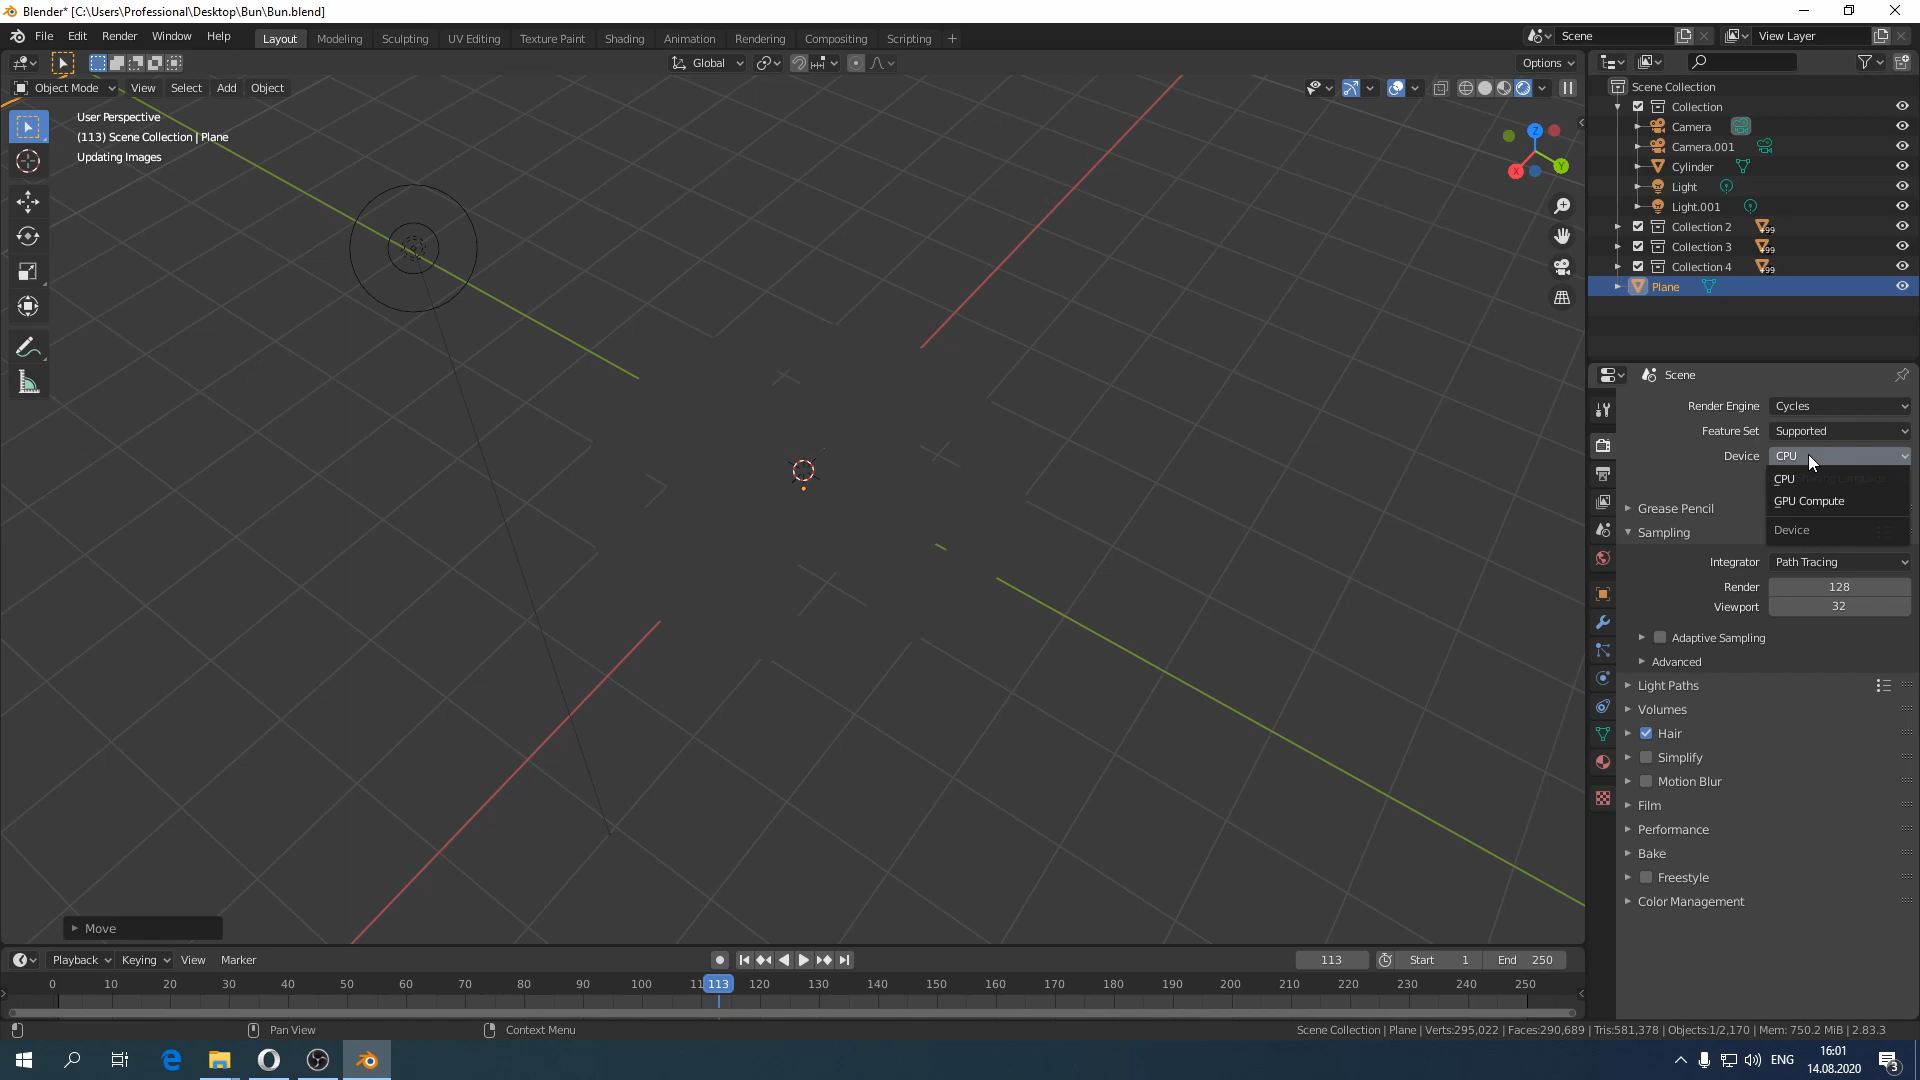 Blender* [C:\Users\Professional\Desktop\Bun\Bun.blend]
File Edit Render Window Help
Layout Modeling Sculpting UV Editing Texture Paint Shading Animation Rendering Compositing Scripting +
Scene
View Layer
Global
Options
Object Mode View Select Add Object
User Perspective
(113) Scene Collection | Plane
Updating Images
Z
Y
X
Scene Collection
Collection
Camera
Camera.001
Cylinder
Light
Light.001
Collection 2 +99
Collection 3 +99
Collection 4 +99
Plane
Scene
Render Engine Cycles
Feature Set Supported
Device CPU
CPU
GPU Compute
Device
Grease Pencil
Sampling
Integrator Path Tracing
Render 128
Viewport 32
Adaptive Sampling
Advanced
Light Paths
Volumes
Hair
Simplify
Motion Blur
Film
Performance
Bake
Freestyle
Color Management
Move
Playback Keying View Marker
113 Start 1 End 250
0 10 20 30 40 50 60 70 80 90 100 11 113 120 130 140 150 160 170 180 190 200 210 220 230 240 250
Pan View
Context Menu
Scene Collection | Plane | Verts:295,022 | Faces:290,689 | Tris:581,378 | Objects:1/2,170 | Mem: 750.2 MiB | 2.83.3
ENG
16:01
14.08.2020
3